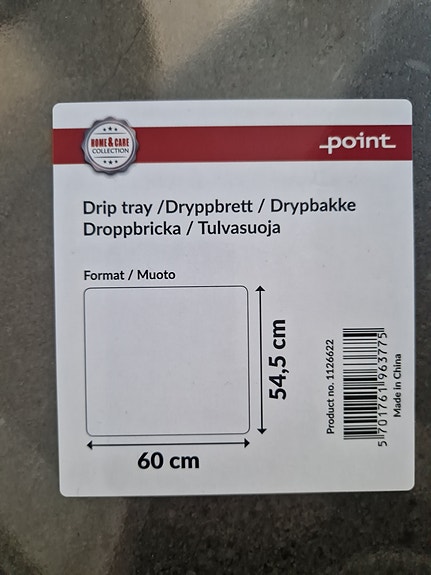 HOME & CARE
COLLECTION
point
Drip tray /Dryppbrett / Drypbakke
Droppbricka / Tulvasuoja
Format / Muoto
54,5 cm
60 cm
Product no. 1126622
5 701761 963775
Made in China